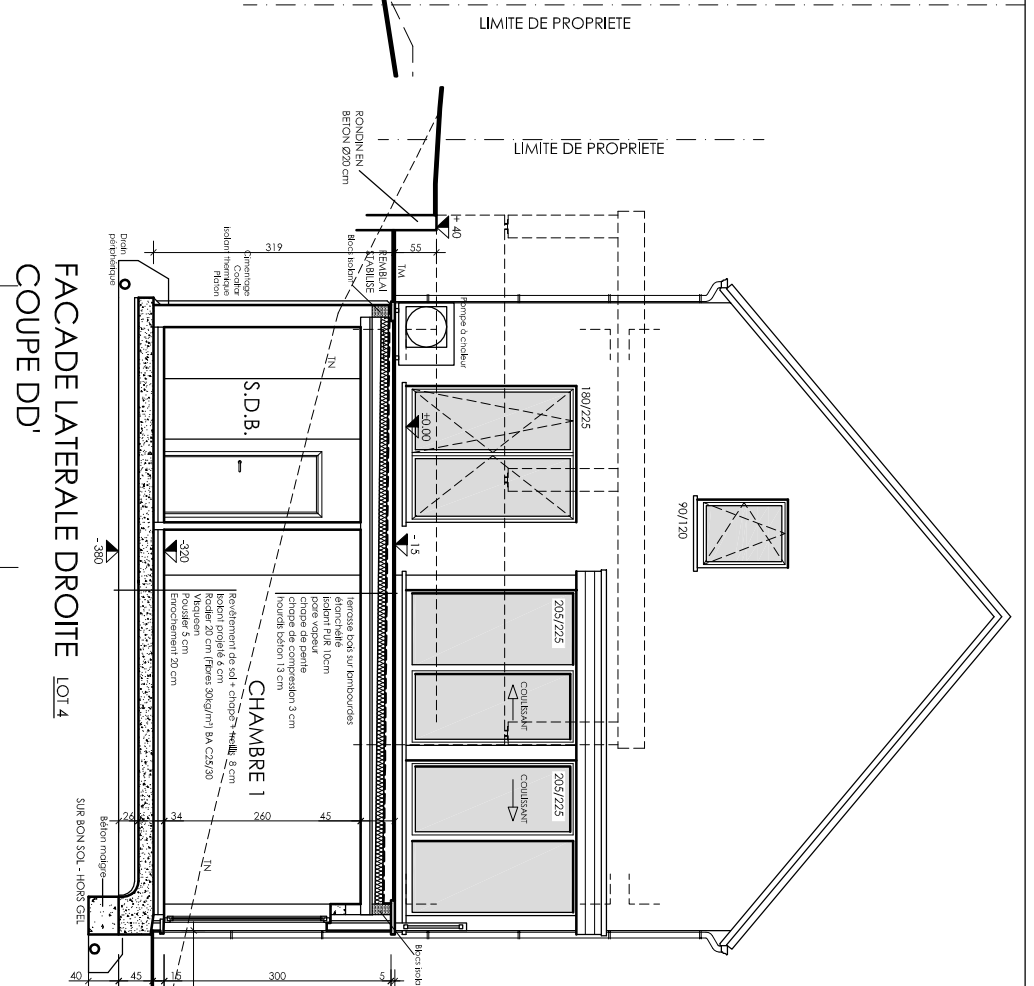 LIMITE DE PROPRIETE
LIMITE DE PROPRIETE
RONDIN EN
BETON Ø20 cm
+ 40
55
319
TM
REMBLAI
STABILISE
Blocs isolant
Cimentage
Coaltar
isolant thermique
Platon
Drain
périphérique
Pompe à chaleur
180/225
±0.00
90/120
- 15
TN
S.D.B.
-320
- 380
205/225
COULISSANT
205/225
COULISSANT
terrasse bois sur lambourdes
étanchéité
isolant PUR 10cm
pare vapeur
chape de pente
chape de compression 3 cm
hourdis béton 13 cm
CHAMBRE 1
Revêtement de sol + chape + treillis 8 cm
Isolant projeté 6 cm
Radier 20 cm (Fibres 30kg/m³) BA C25/30
Visqueen
Poussier 5 cm
Enrochement 20 cm
26
34
260
45
TN
Béton maigre
SUR BON SOL - HORS GEL
Blocs isola
40
45
15
300
5
FACADE LATERALE DROITE LOT 4
COUPE DD'